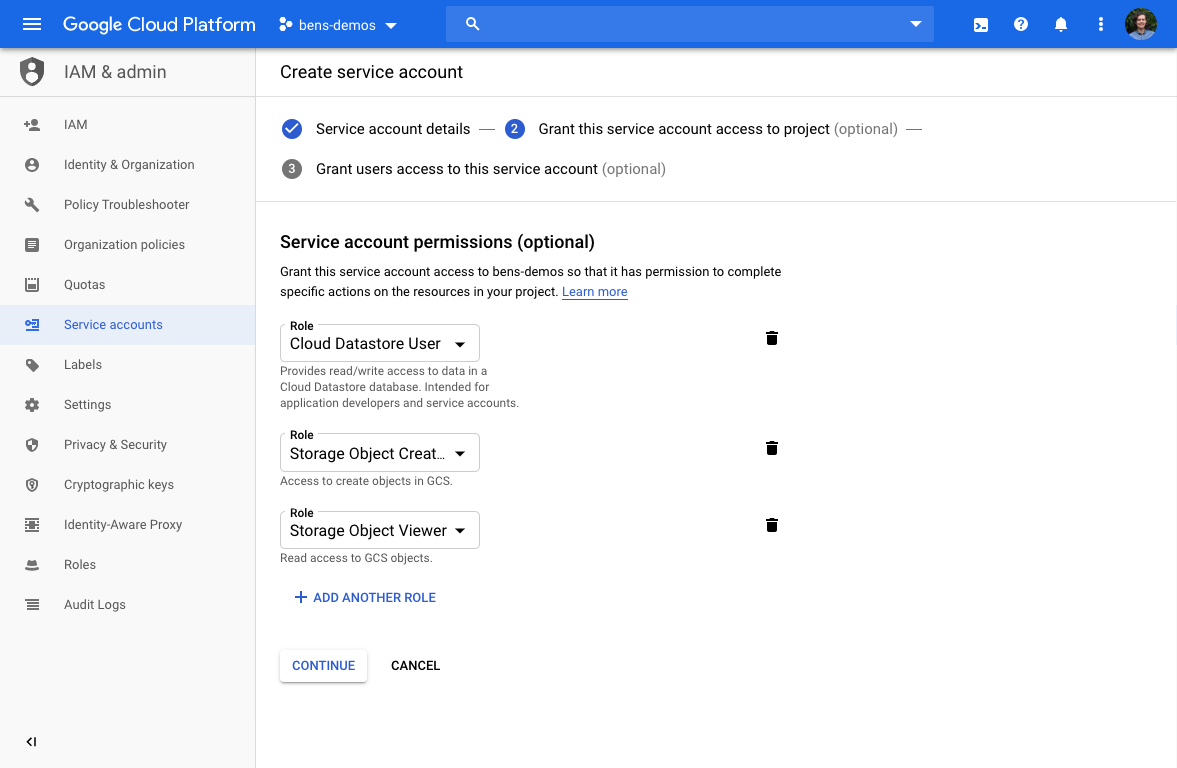 Google Cloud Platform
bens-demos
IAM & admin
Create service account
IAM
Identity & Organization
Policy Troubleshooter
Organization policies
Quotas
Service accounts
Labels
Settings
Privacy & Security
Cryptographic keys
Identity-Aware Proxy
Roles
Audit Logs
Service account details
2 Grant this service account access to project (optional)
3 Grant users access to this service account (optional)
Service account permissions (optional)
Grant this service account access to bens-demos so that it has permission to complete
specific actions on the resources in your project. Learn more
Role
Cloud Datastore User
Provides read/write access to data in a
Cloud Datastore database. Intended for
application developers and service accounts.
Role
Storage Object Creat...
Access to create objects in GCS.
Role
Storage Object Viewer
Read access to GCS objects.
ADD ANOTHER ROLE
CONTINUE
CANCEL